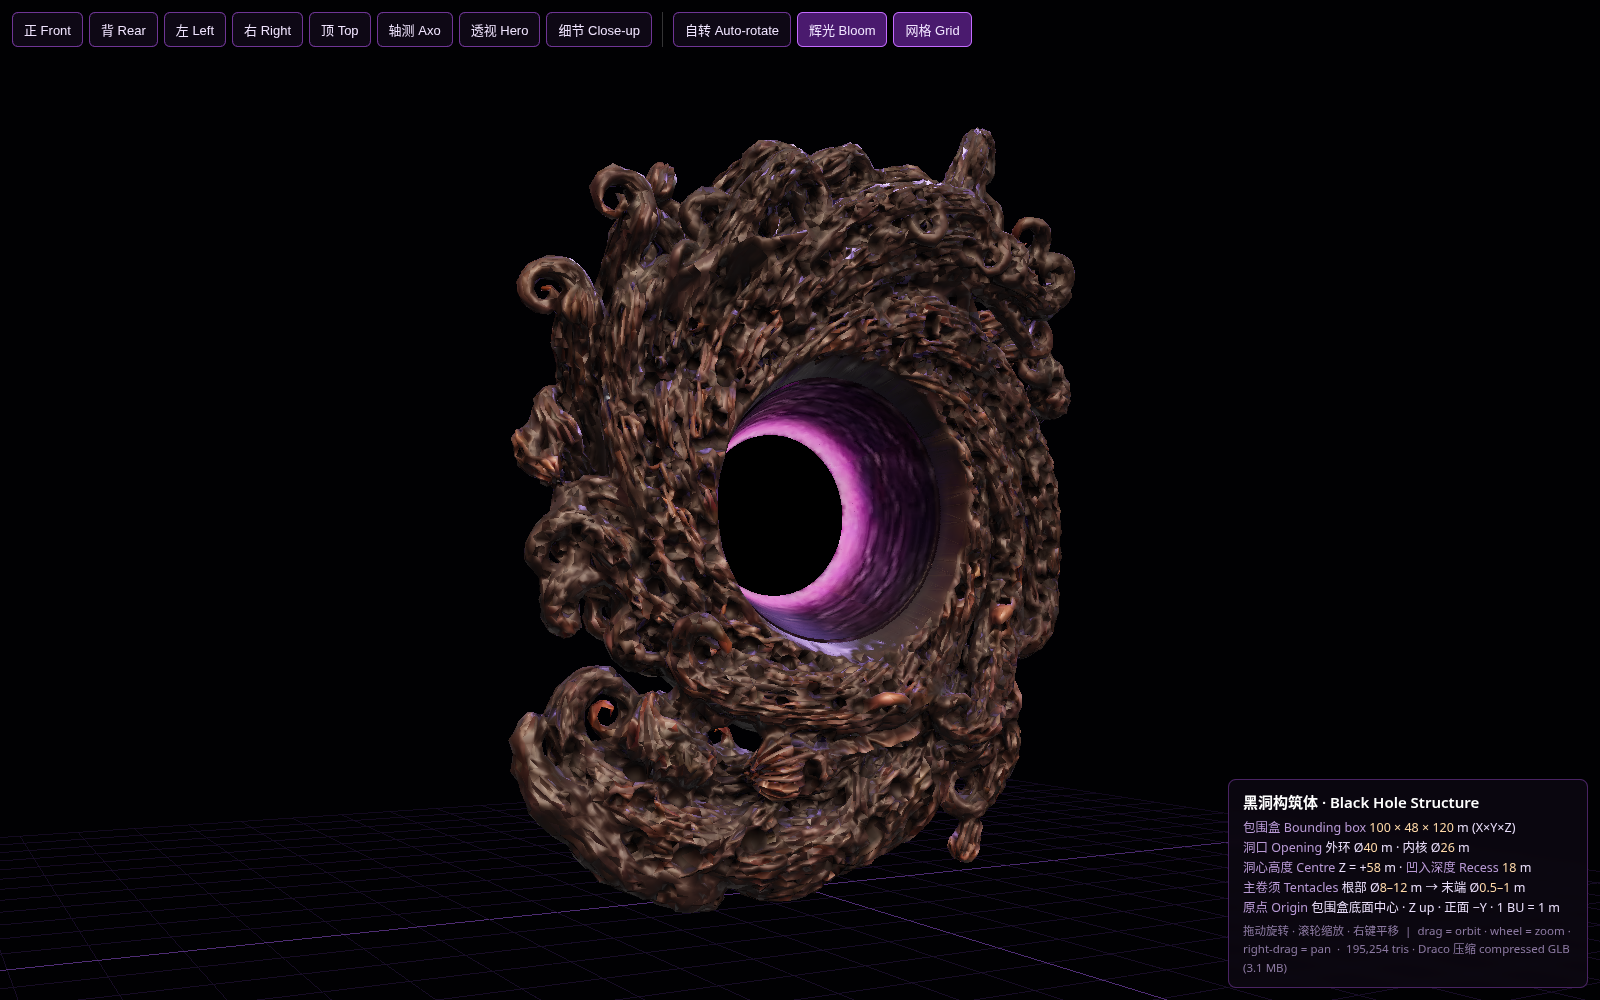 正 Front
背 Rear
左 Left
右 Right
顶 Top
轴测 Axo
透视 Hero
细节 Close-up
自转 Auto-rotate
辉光 Bloom
网格 Grid
黑洞构筑体 · Black Hole Structure
包围盒 Bounding box 100 × 48 × 120 m (X×Y×Z)
洞口 Opening 外环 Ø40 m · 内核 Ø26 m
洞心高度 Centre Z = +58 m · 凹入深度 Recess 18 m
主卷须 Tentacles 根部 Ø8–12 m → 末端 Ø0.5–1 m
原点 Origin 包围盒底面中心 · Z up · 正面 −Y · 1 BU = 1 m
拖动旋转 · 滚轮缩放 · 右键平移 | drag = orbit · wheel = zoom ·
right-drag = pan · 195,254 tris · Draco 压缩 compressed GLB
(3.1 MB)